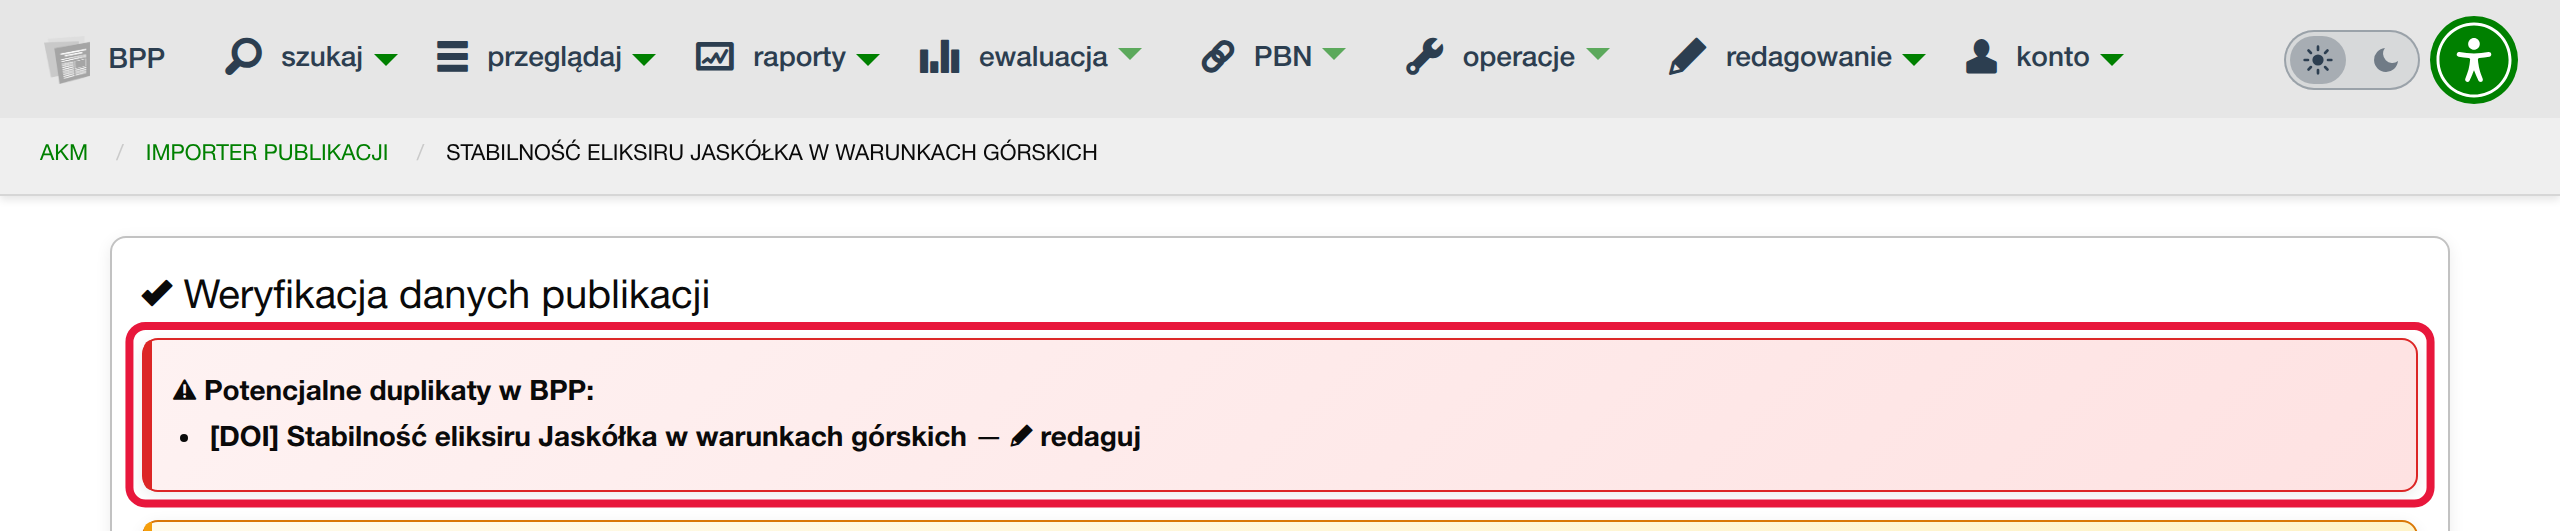 BPP szukaj przeglądaj raporty ewaluacja PBN operacje redagowanie konto
AKM / IMPORTER PUBLIKACJI / STABILNOŚĆ ELIKSIRU JASKÓŁKA W WARUNKACH GÓRSKICH
Weryfikacja danych publikacji
Potencjalne duplikaty w BPP:
• [DOI] Stabilność eliksiru Jaskółka w warunkach górskich — redaguj